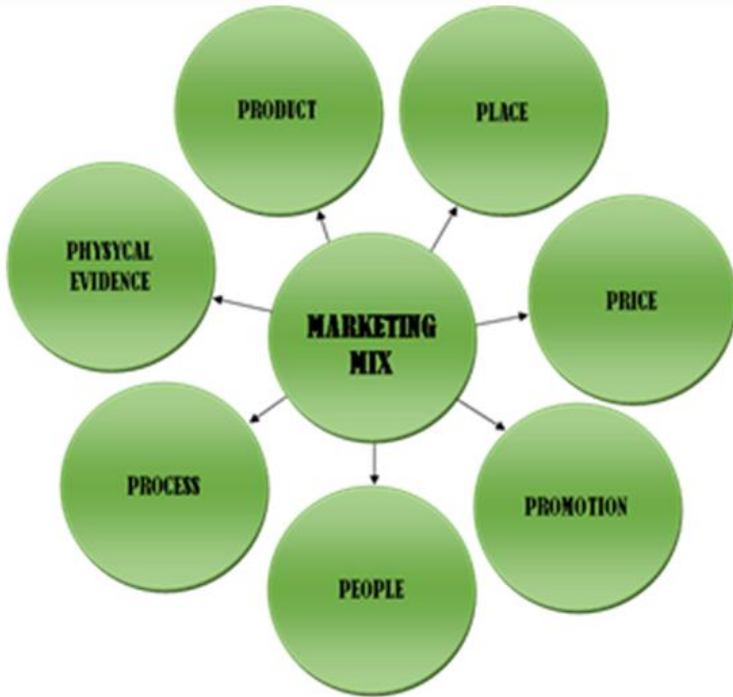 PRODUCT
PLACE
PHYSYCAL
EVIDENCE
PRICE
MARKETING
MIX
PROCESS
PROMOTION
PEOPLE